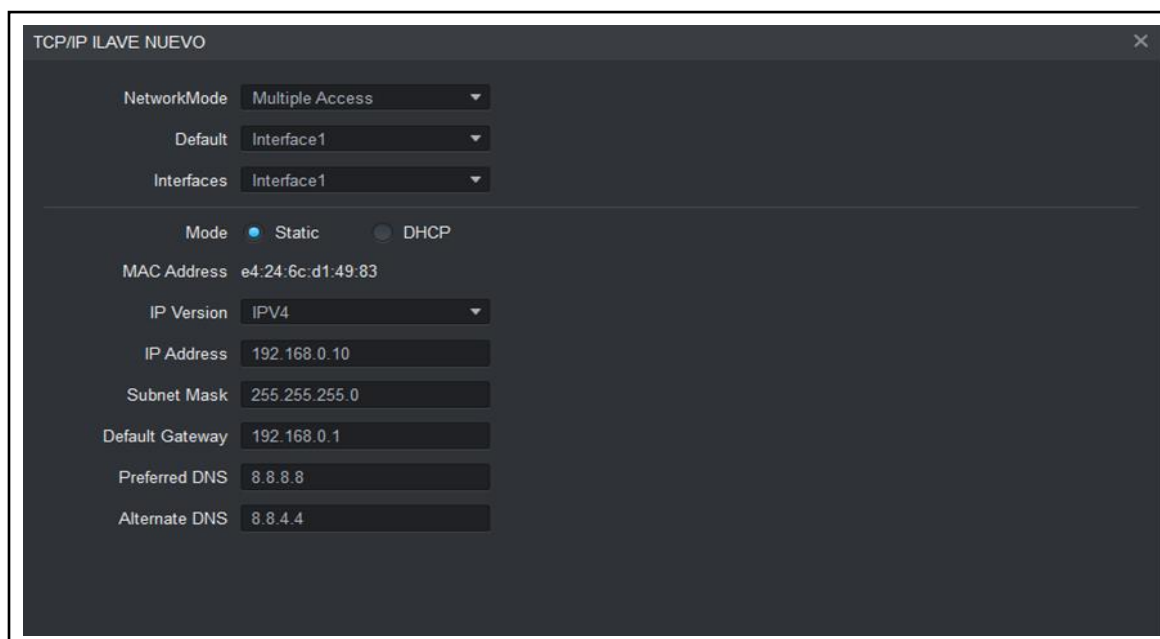 TCP/IP ILAVE NUEVO
NetworkMode Multiple Access
Default Interface1
Interfaces Interface1
Mode Static DHCP
MAC Address e4:24:6c:d1:49:83
IP Version IPV4
IP Address 192.168.0.10
Subnet Mask 255.255.255.0
Default Gateway 192.168.0.1
Preferred DNS 8.8.8.8
Alternate DNS 8.8.4.4